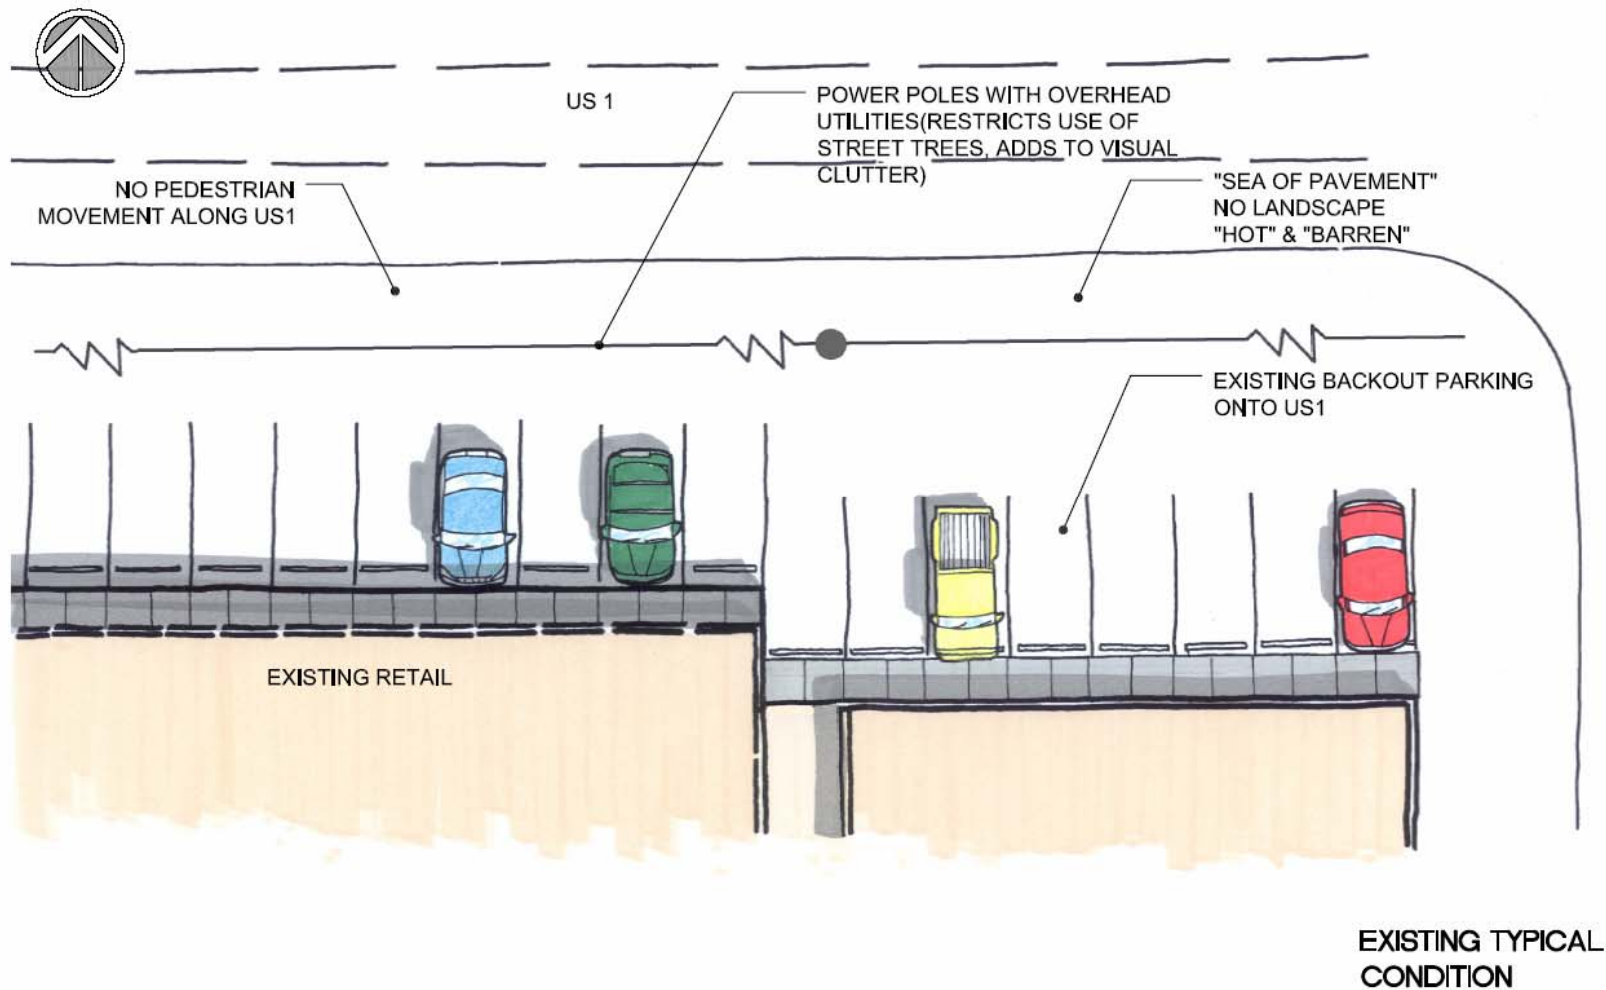 US 1
POWER POLES WITH OVERHEAD
UTILITIES(RESTRICTS USE OF
STREET TREES, ADDS TO VISUAL
CLUTTER)
NO PEDESTRIAN
MOVEMENT ALONG US1
"SEA OF PAVEMENT"
NO LANDSCAPE
"HOT" & "BARREN"
EXISTING BACKOUT PARKING
ONTO US1
EXISTING RETAIL
EXISTING TYPICAL
CONDITION